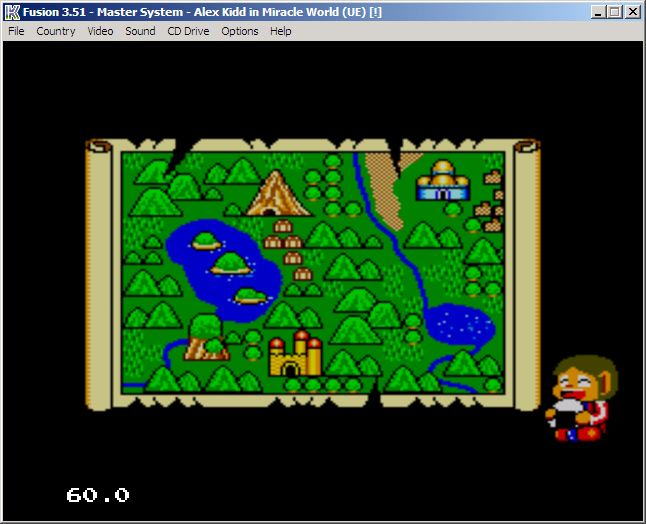 Fusion 3.51 - Master System - Alex Kidd in Miracle World (UE) [!]
File Country Video Sound CD Drive Options Help
60.0